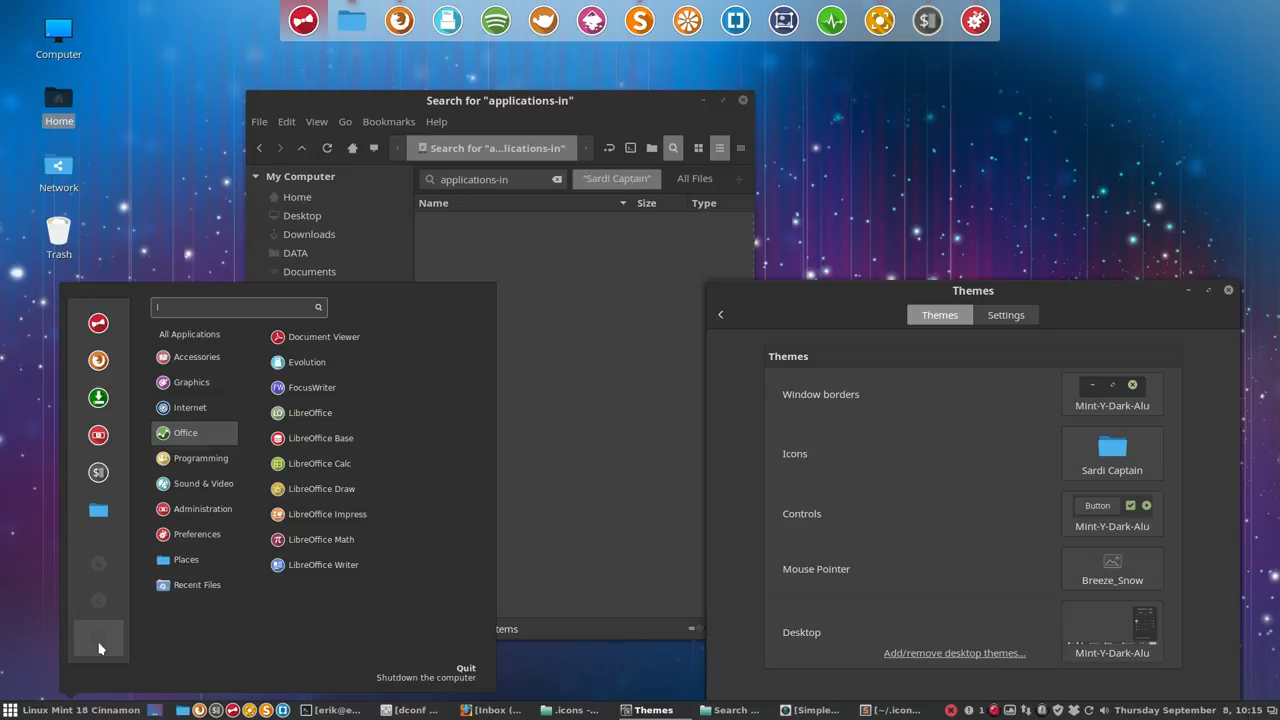 Computer
Home
Network
Trash
Search for "applications-in"
File Edit View Go Bookmarks Help
Search for "a...lications-in"
My Computer
Home
Desktop
Downloads
DATA
Documents
applications-in
"Sardi Captain"
All Files
Name Size Type
All Applications
Accessories
Graphics
Internet
Office
Programming
Sound & Video
Administration
Preferences
Places
Recent Files
Document Viewer
Evolution
FocusWriter
LibreOffice
LibreOffice Base
LibreOffice Calc
LibreOffice Draw
LibreOffice Impress
LibreOffice Math
LibreOffice Writer
Quit
Shutdown the computer
tems
Themes
Themes Settings
Themes
Window borders
Mint-Y-Dark-Alu
Icons
Sardi Captain
Controls
Button
Mint-Y-Dark-Alu
Mouse Pointer
Breeze_Snow
Desktop
Mint-Y-Dark-Alu
Add/remove desktop themes...
Linux Mint 18 Cinnamon [erik@e... [dconf ... [Inbox (... .icons -... Themes Search ... [Simple... [~/.icon... 1 Thursday September 8, 10:15